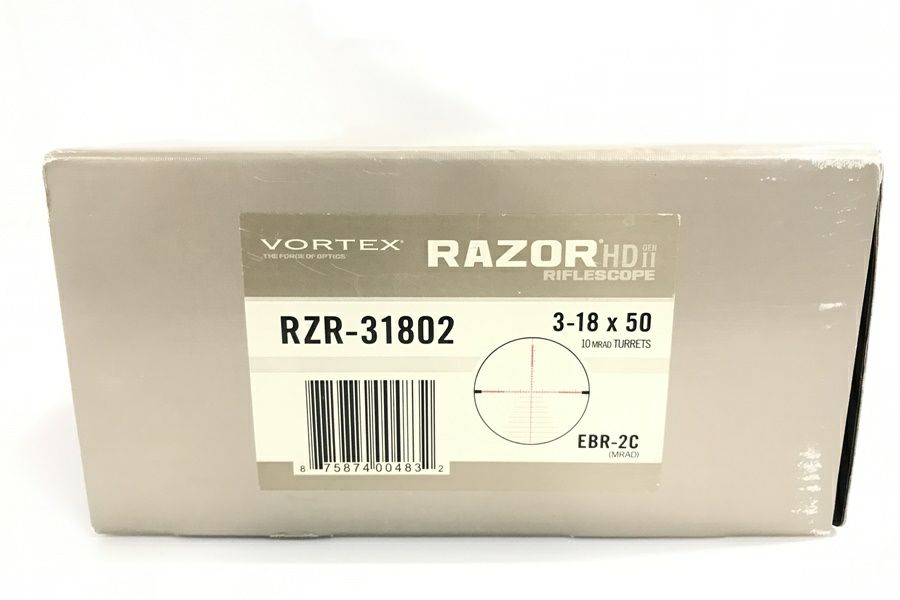 VORTEX®
THE FORCE OF OPTICS
RAZOR® HD GEN II
RIFLESCOPE
RZR-31802
3-18 x 50
10 MRAD TURRETS
EBR-2C
(MRAD)
8 75874 00483 2